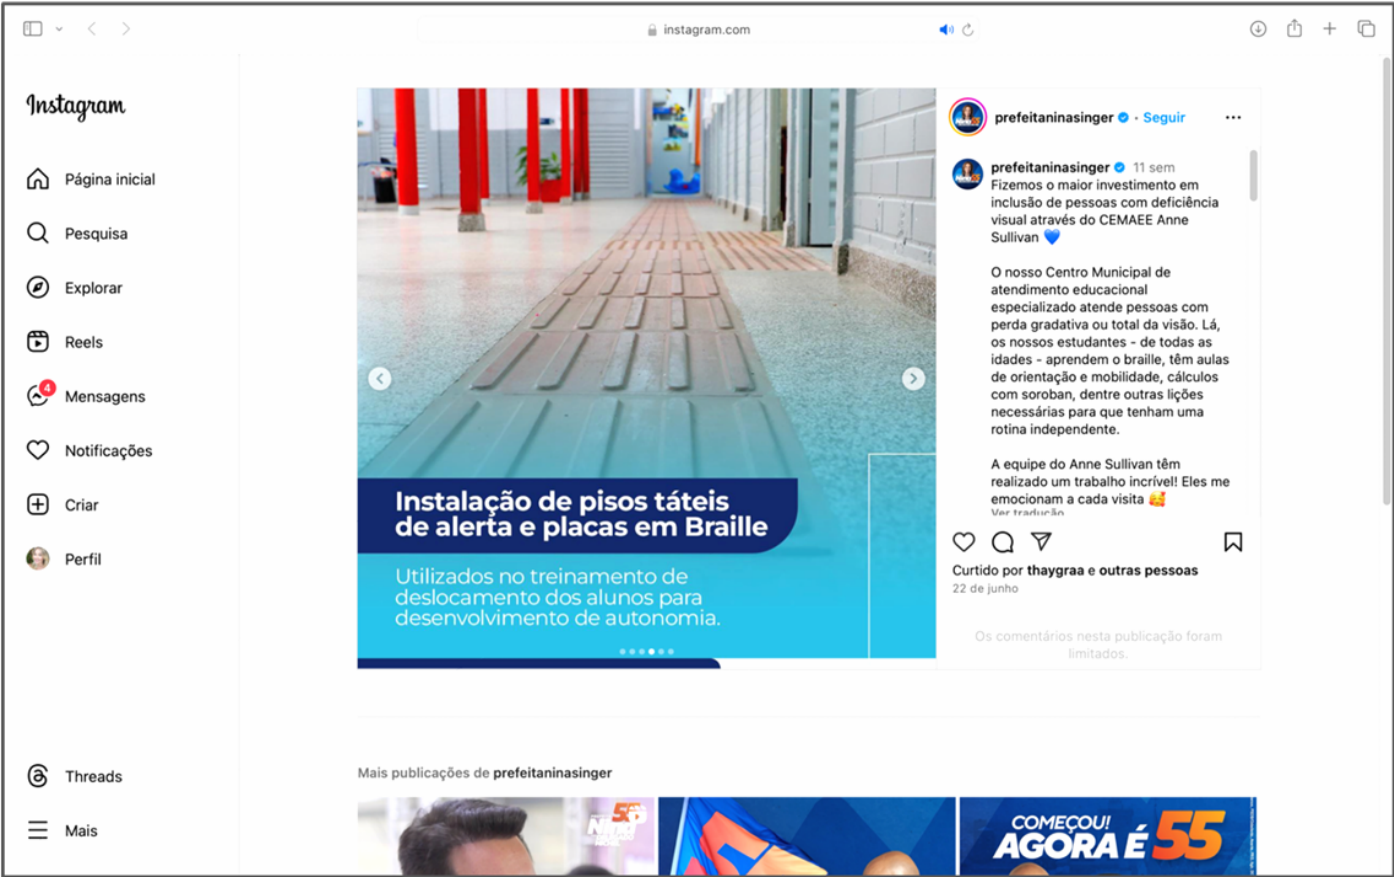 instagram.com
Instagram
Página inicial
Pesquisa
Explorar
Reels
4
Mensagens
Notificações
Criar
Perfil
Threads
Mais
Instalação de pisos táteis
de alerta e placas em Braille
Utilizados no treinamento de
deslocamento dos alunos para
desenvolvimento de autonomia.
prefeitaninasinger • Seguir
prefeitaninasinger 11 sem
Fizemos o maior investimento em
inclusão de pessoas com deficiência
visual através do CEMAEE Anne
Sullivan 💙
O nosso Centro Municipal de
atendimento educacional
especializado atende pessoas com
perda gradativa ou total da visão. Lá,
os nossos estudantes - de todas as
idades - aprendem o braille, têm aulas
de orientação e mobilidade, cálculos
com soroban, dentre outras lições
necessárias para que tenham uma
rotina independente.
A equipe do Anne Sullivan têm
realizado um trabalho incrível! Eles me
emocionam a cada visita 🥰
Ver tradução
Curtido por thaygraa e outras pessoas
22 de junho
Os comentários nesta publicação foram
limitados.
Mais publicações de prefeitaninasinger
55
Nina
COMEÇOU!
AGORA É 55